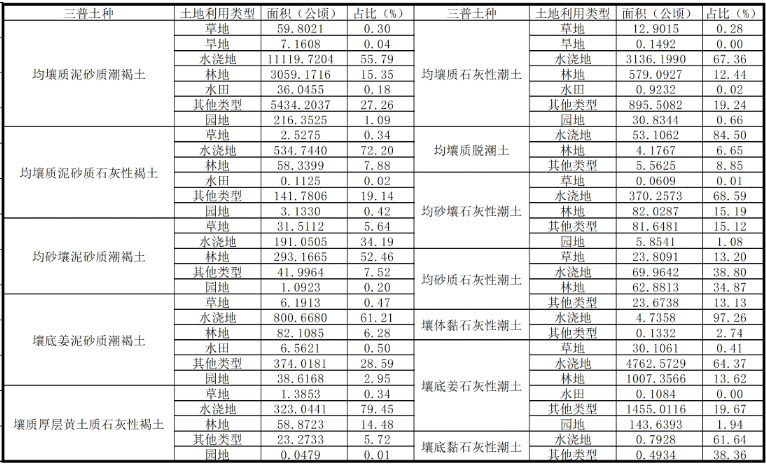 三普土种 土地利用类型 面积（公顷） 占比（%） 三普土种 土地利用类型 面积（公顷） 占比（%）
均壤质泥砂质潮褐土 草地 59.8021 0.30 均壤质石灰性潮土 草地 12.9015 0.28
旱地 7.1608 0.04 旱地 0.1492 0.00
水浇地 11119.7204 55.79 水浇地 3136.1990 67.36
林地 3059.1716 15.35 林地 579.0927 12.44
水田 36.0455 0.18 水田 0.9232 0.02
其他类型 5434.2037 27.26 其他类型 895.5082 19.24
园地 216.3525 1.09 园地 30.8344 0.66
均壤质泥砂质石灰性褐土 草地 2.5275 0.34 均壤质脱潮土 水浇地 53.1062 84.50
水浇地 534.7440 72.20 林地 4.1767 6.65
林地 58.3399 7.88 其他类型 5.5625 8.85
水田 0.1125 0.02 均砂壤石灰性潮土 草地 0.0609 0.01
其他类型 141.7806 19.14 水浇地 370.2573 68.59
园地 3.1330 0.42 林地 82.0287 15.19
均砂壤泥砂质潮褐土 草地 31.5112 5.64 其他类型 81.6481 15.12
水浇地 191.0505 34.19 园地 5.8541 1.08
林地 293.1665 52.46 均砂质石灰性潮土 草地 23.8091 13.20
其他类型 41.9964 7.52 水浇地 69.9642 38.80
园地 1.0923 0.20 林地 62.8813 34.87
壤底姜泥砂质潮褐土 草地 6.1913 0.47 其他类型 23.6738 13.13
水浇地 800.6680 61.21 壤体黏石灰性潮土 水浇地 4.7358 97.26
林地 82.1085 6.28 其他类型 0.1332 2.74
水田 6.5621 0.50 壤底姜石灰性潮土 草地 30.1061 0.41
其他类型 374.0181 28.59 水浇地 4762.5729 64.37
园地 38.6168 2.95 林地 1007.3566 13.62
壤质厚层黄土质石灰性褐土 草地 1.3853 0.34 水田 0.1084 0.00
水浇地 323.0441 79.45 其他类型 1455.0116 19.67
林地 58.8723 14.48 园地 143.6393 1.94
其他类型 23.2733 5.72 壤底黏石灰性潮土 水浇地 0.7928 61.64
园地 0.0479 0.01 其他类型 0.4934 38.36